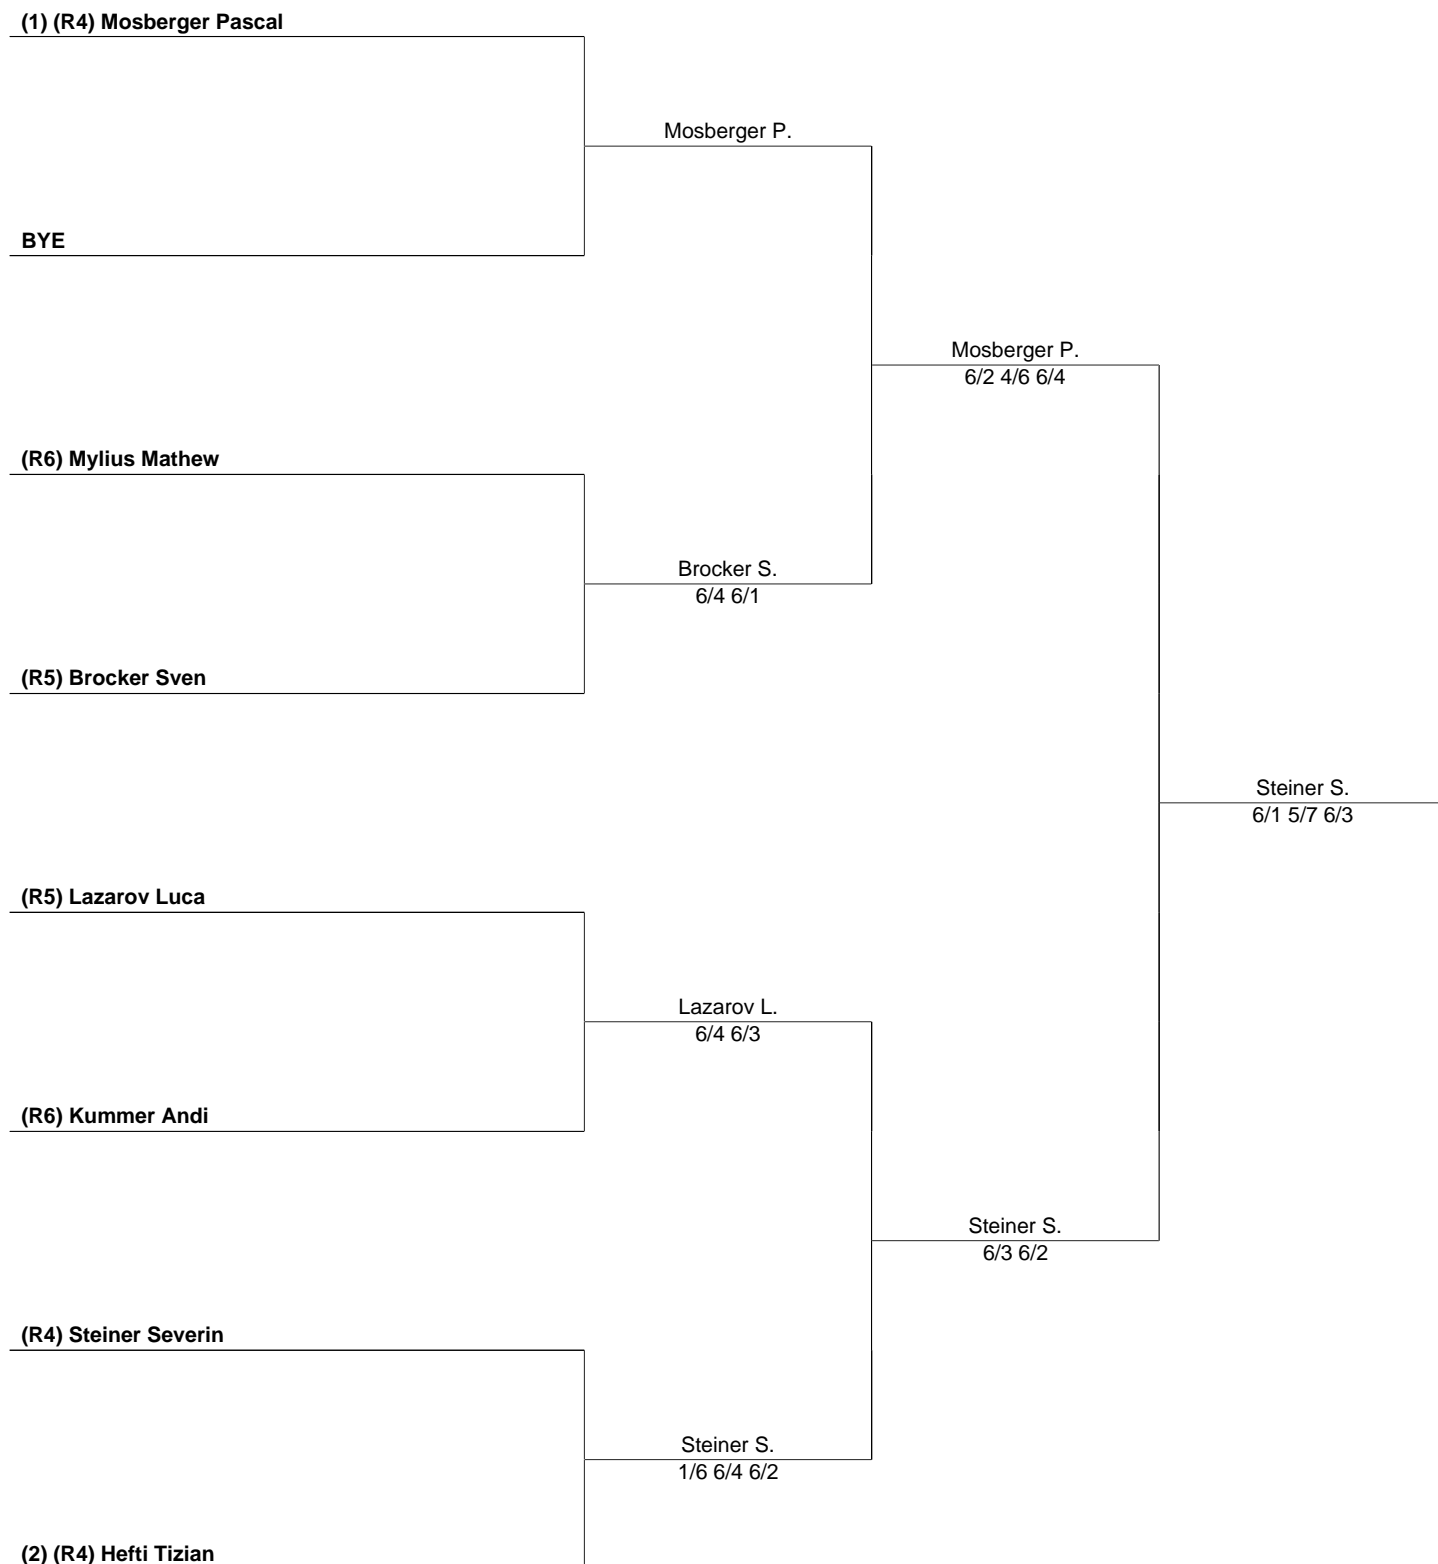 (1) (R4) Mosberger Pascal
Mosberger P.
BYE
Mosberger P.
6/2 4/6 6/4
(R6) Mylius Mathew
Brocker S.
6/4 6/1
(R5) Brocker Sven
Steiner S.
6/1 5/7 6/3
(R5) Lazarov Luca
Lazarov L.
6/4 6/3
(R6) Kummer Andi
Steiner S.
6/3 6/2
(R4) Steiner Severin
Steiner S.
1/6 6/4 6/2
(2) (R4) Hefti Tizian